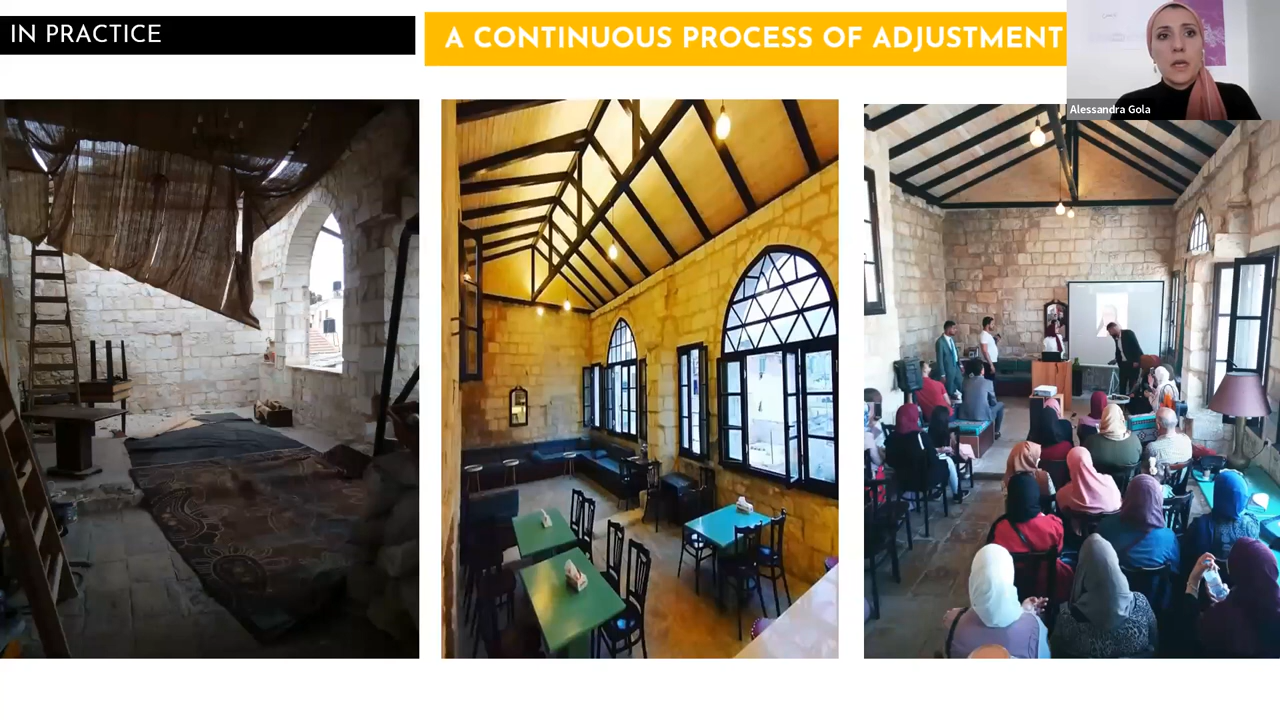 IN PRACTICE
A CONTINUOUS PROCESS OF ADJUSTMENT
Alessandra Gola